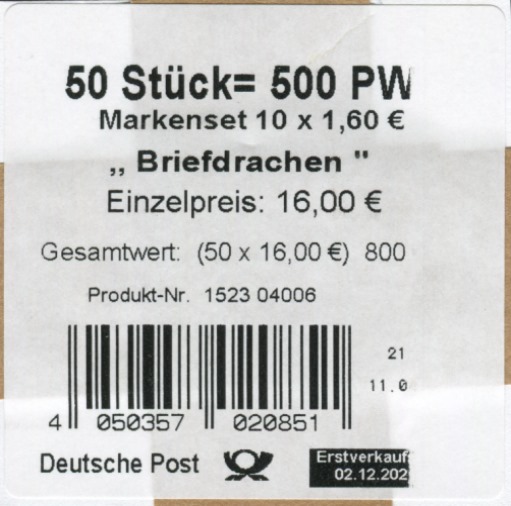 50 Stück= 500 PW
Markenset 10 x 1,60 €
„ Briefdrachen "
Einzelpreis: 16,00 €
Gesamtwert: (50 x 16,00 €) 800
Produkt-Nr. 1523 04006
21
11.0
4 050357 020851
Deutsche Post
Erstverkauf
02.12.202